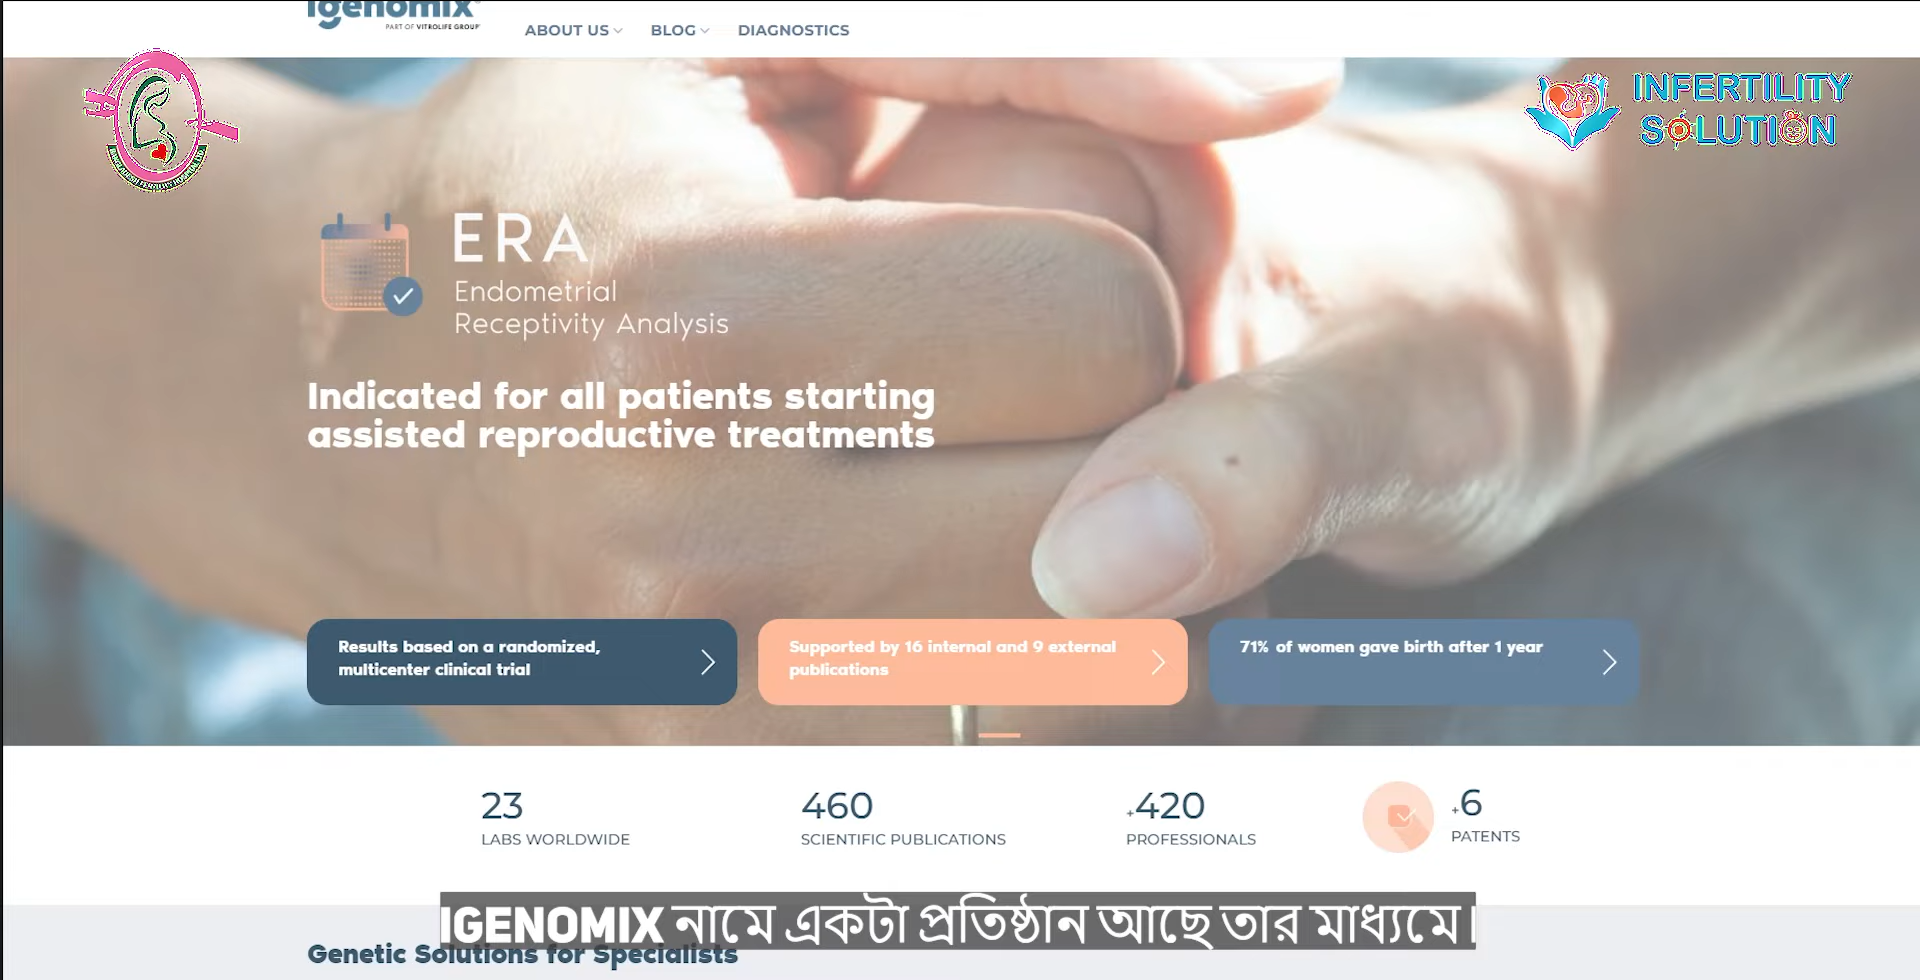 igenomix
PART OF VITROLIFE GROUP
ABOUT US
BLOG
DIAGNOSTICS
INFERTILITY
SOLUTION
ERA
Endometrial
Receptivity Analysis
Indicated for all patients starting
assisted reproductive treatments
Results based on a randomized,
multicenter clinical trial
Supported by 16 internal and 9 external
publications
71% of women gave birth after 1 year
23
LABS WORLDWIDE
460
SCIENTIFIC PUBLICATIONS
+420
PROFESSIONALS
+6
PATENTS
IGENOMIX নামে একটা প্রতিষ্ঠান আছে তার মাধ্যমে।
Genetic Solutions for Specialists